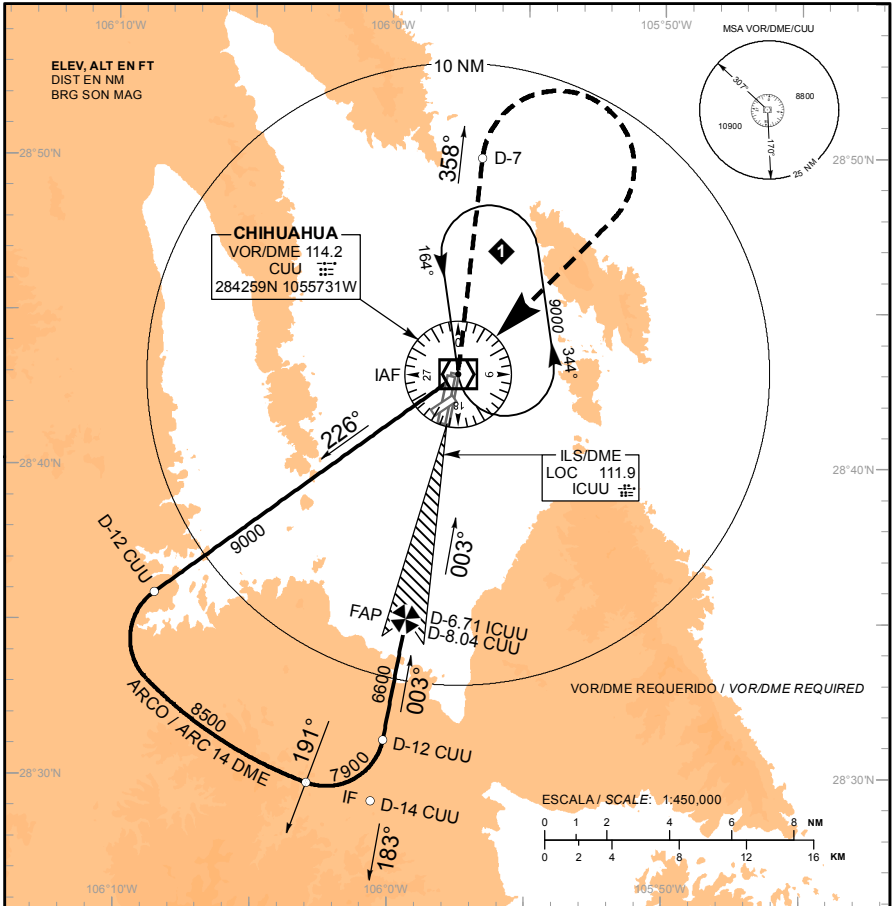 106°10'W
106°0'W
105°50'W
ELEV, ALT EN FT
DIST EN NM
BRG SON MAG
10 NM
MSA VOR/DME/CUU
307°
8800
10900
170°
25 NM
28°50'N
28°50'N
358°
D-7
CHIHUAHUA
VOR/DME 114.2
CUU
284259N 1055731W
164°
1
9000
344°
IAF
0
9
18
27
226°
9000
28°40'N
28°40'N
ILS/DME
LOC 111.9
ICUU
003°
D-12 CUU
FAP
D-6.71 ICUU
D-8.04 CUU
6600
003°
VOR/DME REQUERIDO / VOR/DME REQUIRED
8500
ARCO / ARC 14 DME
191°
7900
D-12 CUU
28°30'N
28°30'N
IF
D-14 CUU
183°
ESCALA / SCALE: 1:450,000
0 1 2 4 6 8 NM
0 2 4 8 12 16 KM
106°10'W
106°0'W
105°50'W